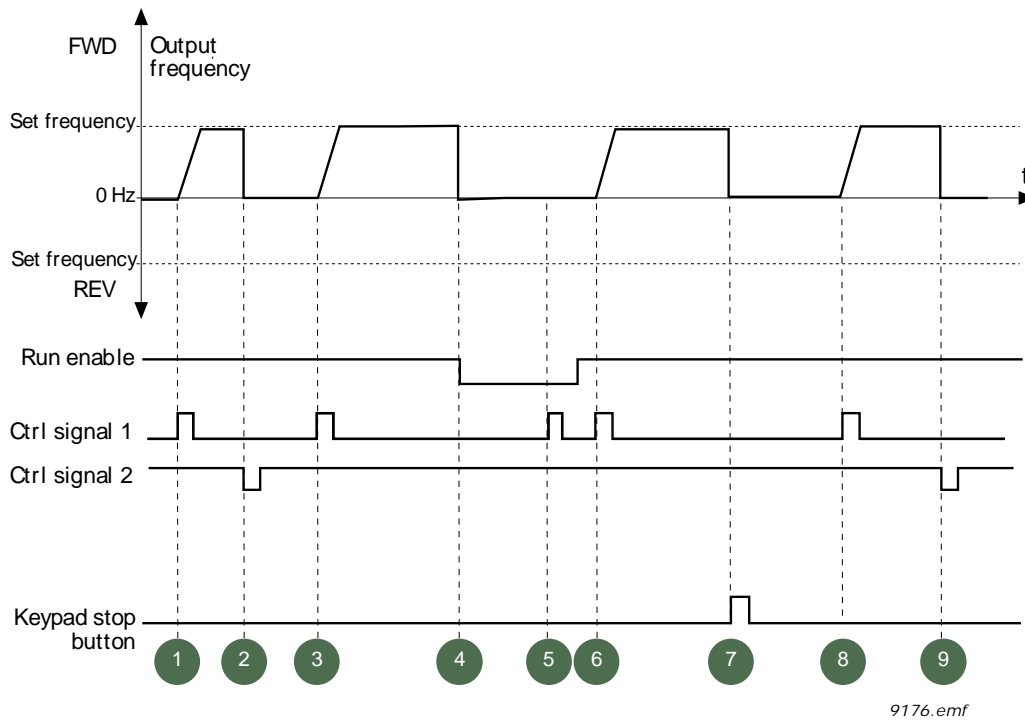 FWD
Output
frequency
Set frequency
t
0 Hz
Set frequency
REV
Run enable
Ctrl signal 1
Ctrl signal 2
Keypad stop
button
1 2 3 4 5 6 7 8 9
9176.emf